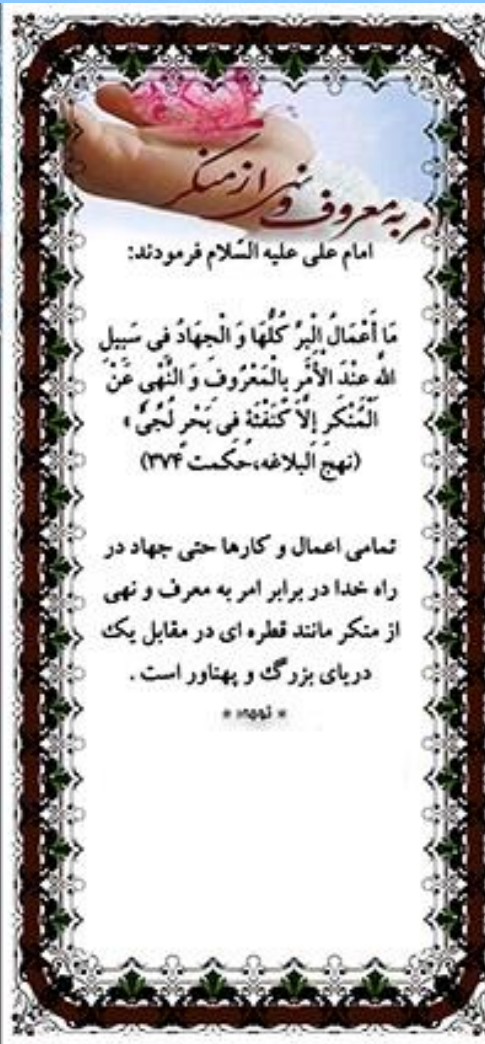 امر به معروف و نهی از منکر
امام علی علیه السّلام فرمودند:
مَا أَعْمَالُ الْبِرِّ كُلُّهَا وَ الْجِهَادُ فِی سَبِیلِ
اللهِ عِنْدَ الْأَمْرِ بِالْمَعْرُوفِ وَ النَّهْیِ عَنْ
الْمُنْكَرِ إِلاَّ كَنَفْثَةٍ فِی بَحْرٍ لُجِّیٍّ »
(نهج البلاغه،حکمت ۳۷۴)
تمامی اعمال و کارها حتی جهاد در
راه خدا در برابر امر به معرف و نهی
از منکر مانند قطره ای در مقابل یک
دریای بزرگ و پهناور است .